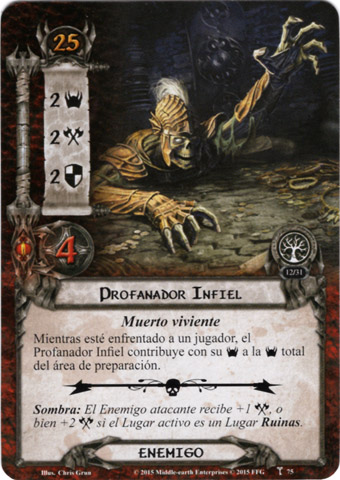 25
2
2
2
4
12/31
Profanador Infiel
Muerto viviente
Mientras esté enfrentado a un jugador, el
Profanador Infiel contribuye con su a la total
del área de preparación.
Sombra: El Enemigo atacante recibe +1 , o
bien +2 si el Lugar activo es un Lugar Ruinas.
ENEMIGO
Illus. Chris Grun
© 2015 Middle-earth Enterprises © 2015 FFG
75